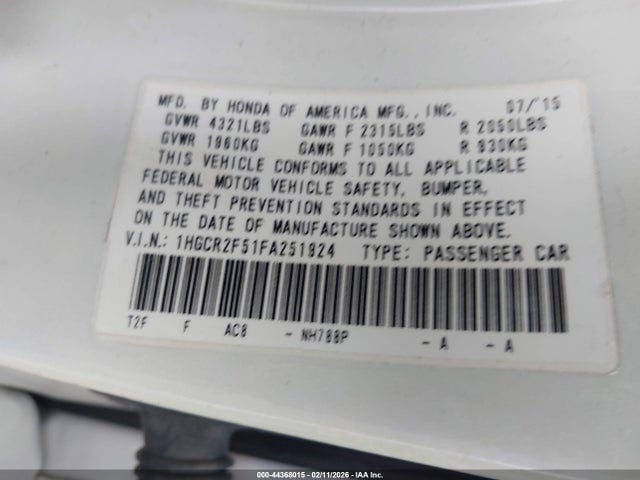 MFD. BY HONDA OF AMERICA MFG., INC. 07/'15
GVWR 4321LBS GAWR F 2315LBS R 2050LBS
GVWR 1960KG GAWR F 1050KG R 930KG
THIS VEHICLE CONFORMS TO ALL APPLICABLE
FEDERAL MOTOR VEHICLE SAFETY, BUMPER,
AND THEFT PREVENTION STANDARDS IN EFFECT
ON THE DATE OF MANUFACTURE SHOWN ABOVE.
V.I.N.: 1HGCR2F51FA251924 TYPE: PASSENGER CAR
T2F F AC8 - NH788P - A - A
000-44368015 - 02/11/2026 - IAA Inc.